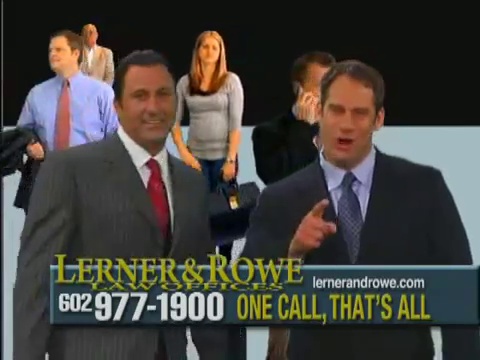 LERNER & ROWE
LAW OFFICES
lernerandrowe.com
602 977-1900 ONE CALL, THAT'S ALL